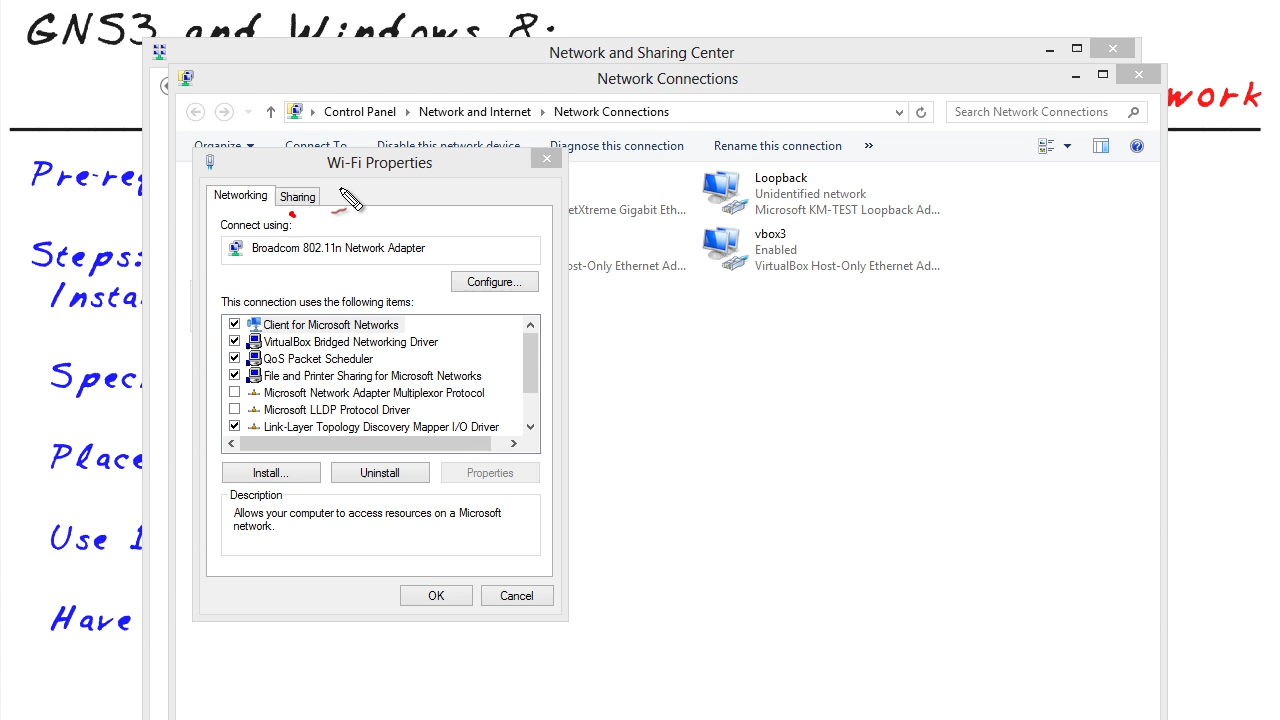 GNS3 and Windows 8:
Network and Sharing Center
Network Connections
Control Panel Network and Internet Network Connections
Search Network Connections
work
Organize Connect To Disable this network device Diagnose this connection Rename this connection »
Wi-Fi Properties
Networking Sharing
Connect using:
Broadcom 802.11n Network Adapter
Configure...
This connection uses the following items:
Client for Microsoft Networks
VirtualBox Bridged Networking Driver
QoS Packet Scheduler
File and Printer Sharing for Microsoft Networks
Microsoft Network Adapter Multiplexor Protocol
Microsoft LLDP Protocol Driver
Link-Layer Topology Discovery Mapper I/O Driver
Install... Uninstall Properties
Description
Allows your computer to access resources on a Microsoft
network.
OK Cancel
etXtreme Gigabit Eth...
ost-Only Ethernet Ad...
Loopback
Unidentified network
Microsoft KM-TEST Loopback Ad...
vbox3
Enabled
VirtualBox Host-Only Ethernet Ad...
Pre-req
Steps:
Insta
Speci
Place
Use
Have